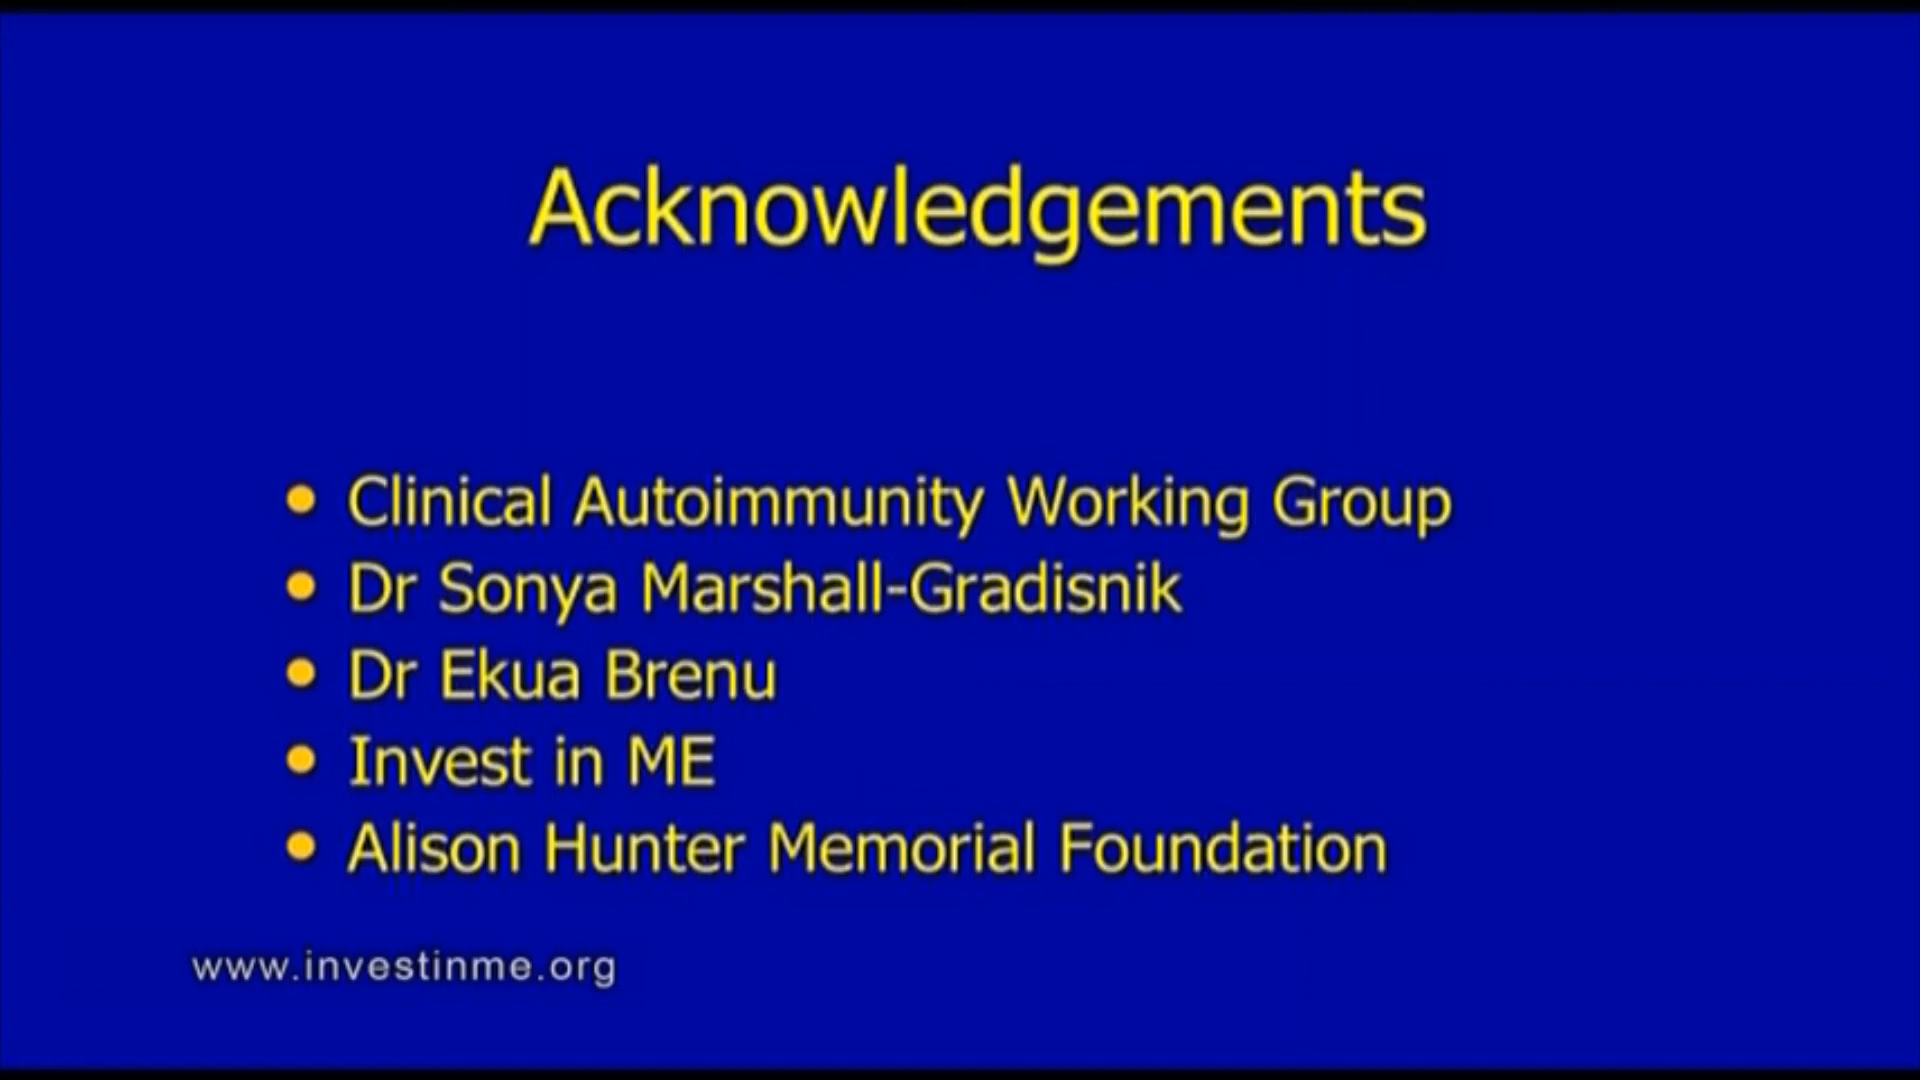 Acknowledgements
• Clinical Autoimmunity Working Group
• Dr Sonya Marshall-Gradisnik
• Dr Ekua Brenu
• Invest in ME
• Alison Hunter Memorial Foundation
www.investinme.org